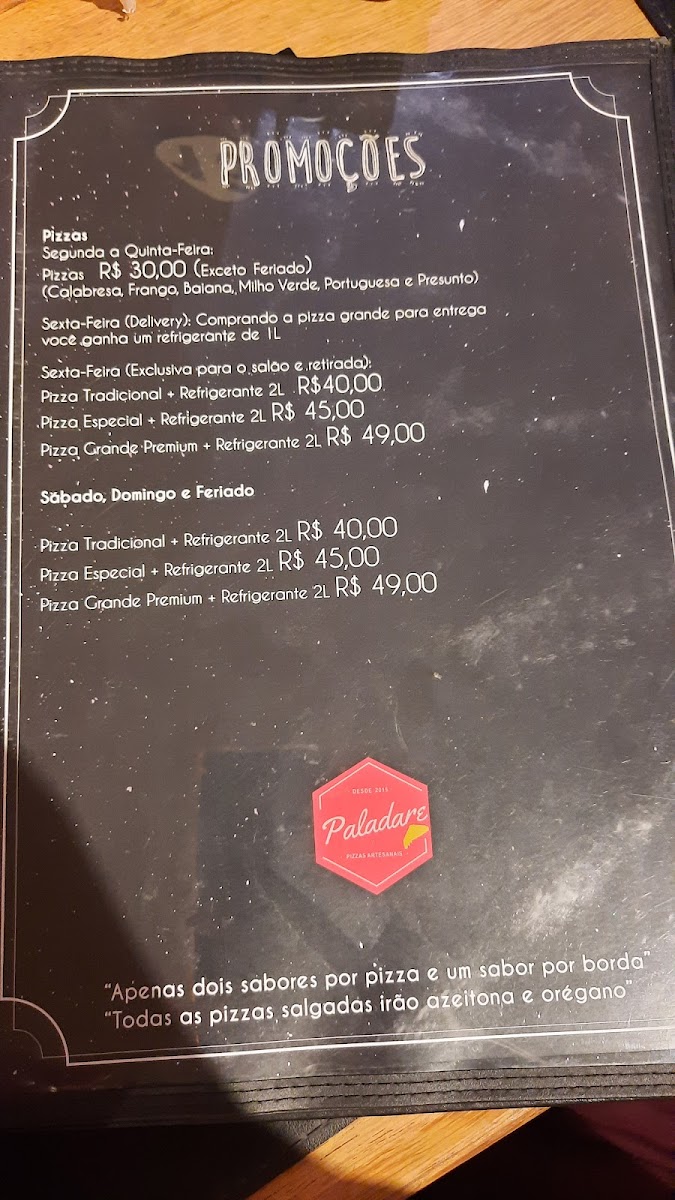 PROMOÇÕES
Pizzas
Segunda a Quinta-Feira:
Pizzas R$ 30,00 (Exceto Feriado)
(Calabresa, Frango, Baiana, Milho Verde, Portuguesa e Presunto)
Sexta-Feira (Delivery): Comprando a pizza grande para entrega
você ganha um refrigerante de 1L
Sexta-Feira (Exclusiva para o salão e retirada):
Pizza Tradicional + Refrigerante 2L R$40,00
Pizza Especial + Refrigerante 2L R$ 45,00
Pizza Grande Premium + Refrigerante 2L R$ 49,00
Sábado, Domingo e Feriado
Pizza Tradicional + Refrigerante 2L R$ 40,00
Pizza Especial + Refrigerante 2L R$ 45,00
Pizza Grande Premium + Refrigerante 2L R$ 49,00
DESDE
Paladare
PIZZAS ARTESANAIS
"Apenas dois sabores por pizza e um sabor por borda"
"Todas as pizzas salgadas irão azeitona e orégano"